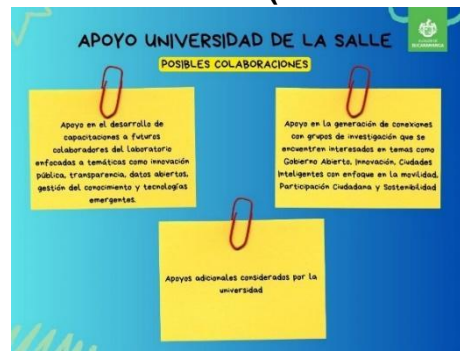 APOYO UNIVERSIDAD DE LA SALLE
POSIBLES COLABORACIONES
Apoyo en el desarrollo de
capacitaciones a futuros
colaboradores del laboratorio
enfocadas a temáticas como innovación
pública, transparencia, datos abiertos,
gestión del conocimiento y tecnologías
emergentes.
Apoyo en la generación de conexiones
con grupos de investigación que se
encuentren interesados en temas como
Gobierno Abierto, Innovación, Ciudades
Inteligentes con enfoque en la movilidad,
Participación Ciudadana y Sostenibilidad
Apoyos adicionales considerados por la
universidad